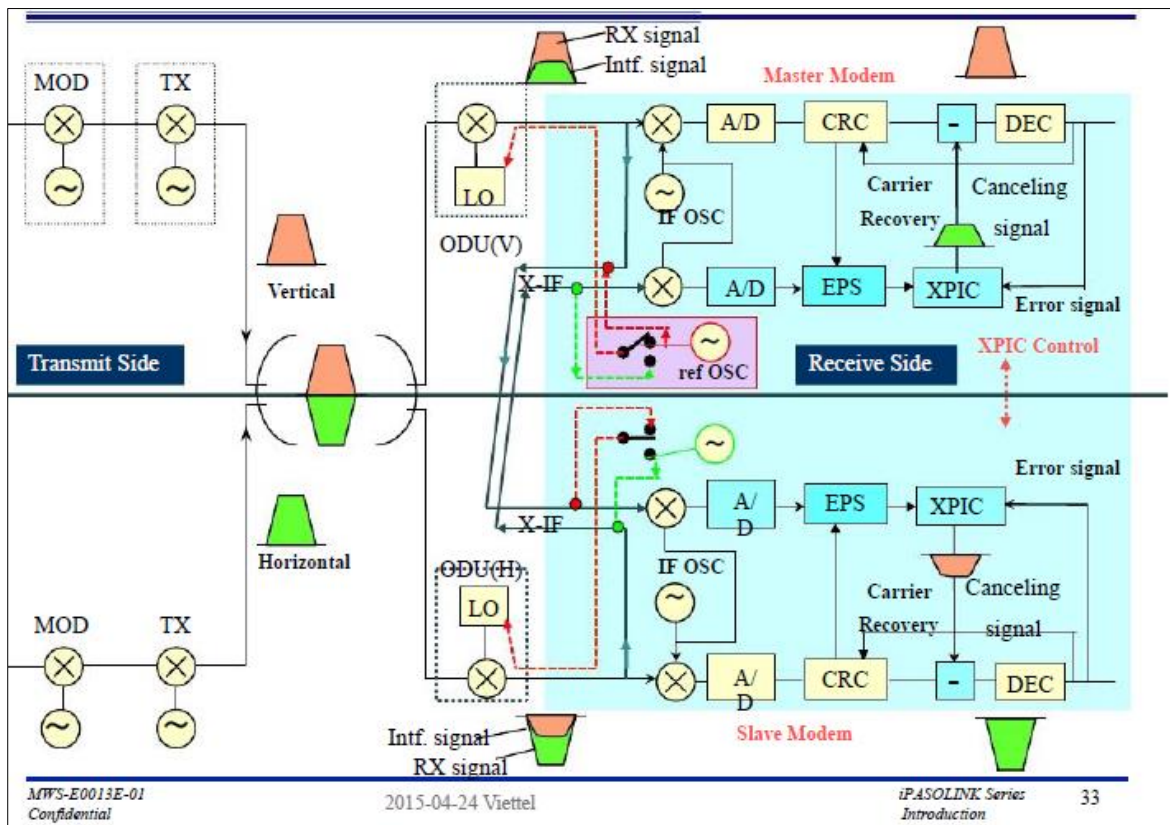 RX signal
Intf. signal
MOD
TX
Master Modem
A/D
CRC
-
DEC
LO
IF OSC
Carrier
Recovery
Canceling
signal
ODU(V)
Vertical
X-IF
A/D
EPS
XPIC
Error signal
Transmit Side
ref OSC
Receive Side
XPIC Control
Error signal
X-IF
A/
D
EPS
XPIC
Horizontal
ODU(H)
LO
IF OSC
Carrier
Recovery
Canceling
signal
MOD
TX
A/
D
CRC
-
DEC
Intf. signal
RX signal
Slave Modem
MWS-E0013E-01
Confidential
2015-04-24 Viettel
iPASOLINK Series
Introduction
33